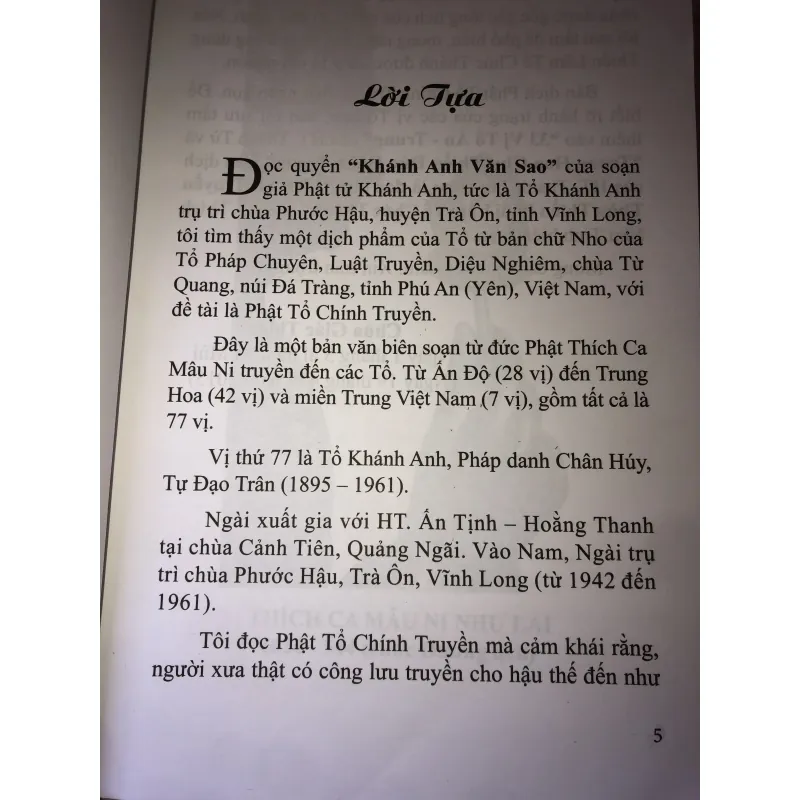 Lời Tựa
Đọc quyển “Khánh Anh Văn Sao” của soạn
giả Phật tử Khánh Anh, tức là Tổ Khánh Anh
trụ trì chùa Phước Hậu, huyện Trà Ôn, tỉnh Vĩnh Long,
tôi tìm thấy một dịch phẩm của Tổ từ bản chữ Nho của
Tổ Pháp Chuyên, Luật Truyền, Diệu Nghiêm, chùa Từ
Quang, núi Đá Tràng, tỉnh Phú An (Yên), Việt Nam, với
đề tài là Phật Tổ Chính Truyền.
Đây là một bản văn biên soạn từ đức Phật Thích Ca
Mâu Ni truyền đến các Tổ. Từ Ấn Độ (28 vị) đến Trung
Hoa (42 vị) và miền Trung Việt Nam (7 vị), gồm tất cả là
77 vị.
Vị thứ 77 là Tổ Khánh Anh, Pháp danh Chân Húy,
Tự Đạo Trân (1895 – 1961).
Ngài xuất gia với HT. Ấn Tịnh – Hoằng Thanh
tại chùa Cảnh Tiên, Quảng Ngãi. Vào Nam, Ngài trụ
trì chùa Phước Hậu, Trà Ôn, Vĩnh Long (từ 1942 đến
1961).
Tôi đọc Phật Tổ Chính Truyền mà cảm khái rằng,
người xưa thật có công lưu truyền cho hậu thế đến như
5